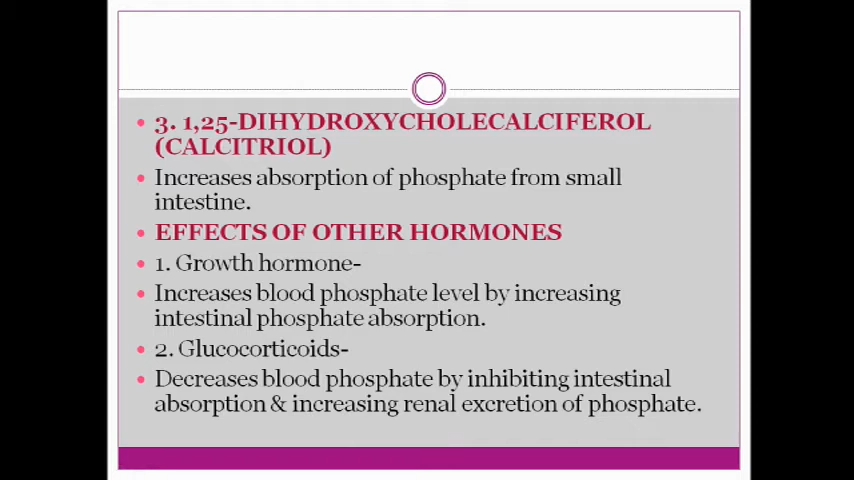 • 3. 1,25-DIHYDROXYCHOLECALCIFEROL
(CALCITRIOL)
• Increases absorption of phosphate from small
intestine.
• EFFECTS OF OTHER HORMONES
• 1. Growth hormone-
• Increases blood phosphate level by increasing
intestinal phosphate absorption.
• 2. Glucocorticoids-
• Decreases blood phosphate by inhibiting intestinal
absorption & increasing renal excretion of phosphate.